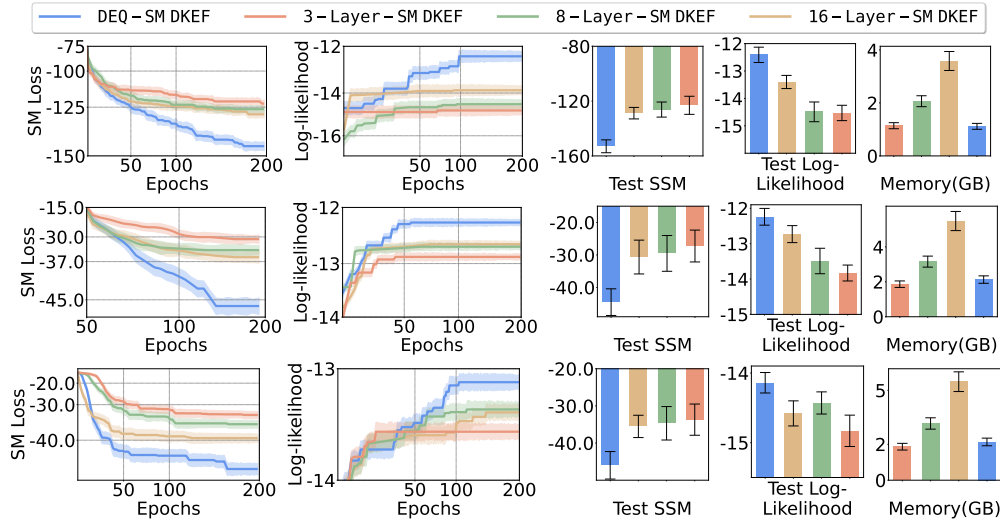 DEQ-SM DKEF 3-Layer-SM DKEF 8-Layer-SM DKEF 16-Layer-SM DKEF
SM Loss
-75
-100
-125
-150
50 100 200
Epochs
Log-likelihood
-14
-16
50 100 200
Epochs
-80
-120
-160
Test SSM
-12
-13
-14
-15
Test Log-
Likelihood
4
2
0
Memory(GB)
SM Loss
-15.0
-30.0
-37.0
-45.0
50 100 200
Epochs
Log-likelihood
-12
-13
-14
50 100 200
Epochs
-20.0
-40.0
Test SSM
-12
-13
-14
-15
Test Log-
Likelihood
4
2
0
Memory(GB)
SM Loss
-20.0
-30.0
-40.0
50 100 200
Epochs
Log-likelihood
-13
-14
50 100 200
Epochs
-20.0
-40.0
Test SSM
-14
-15
Test Log-
Likelihood
5
2
0
Memory(GB)